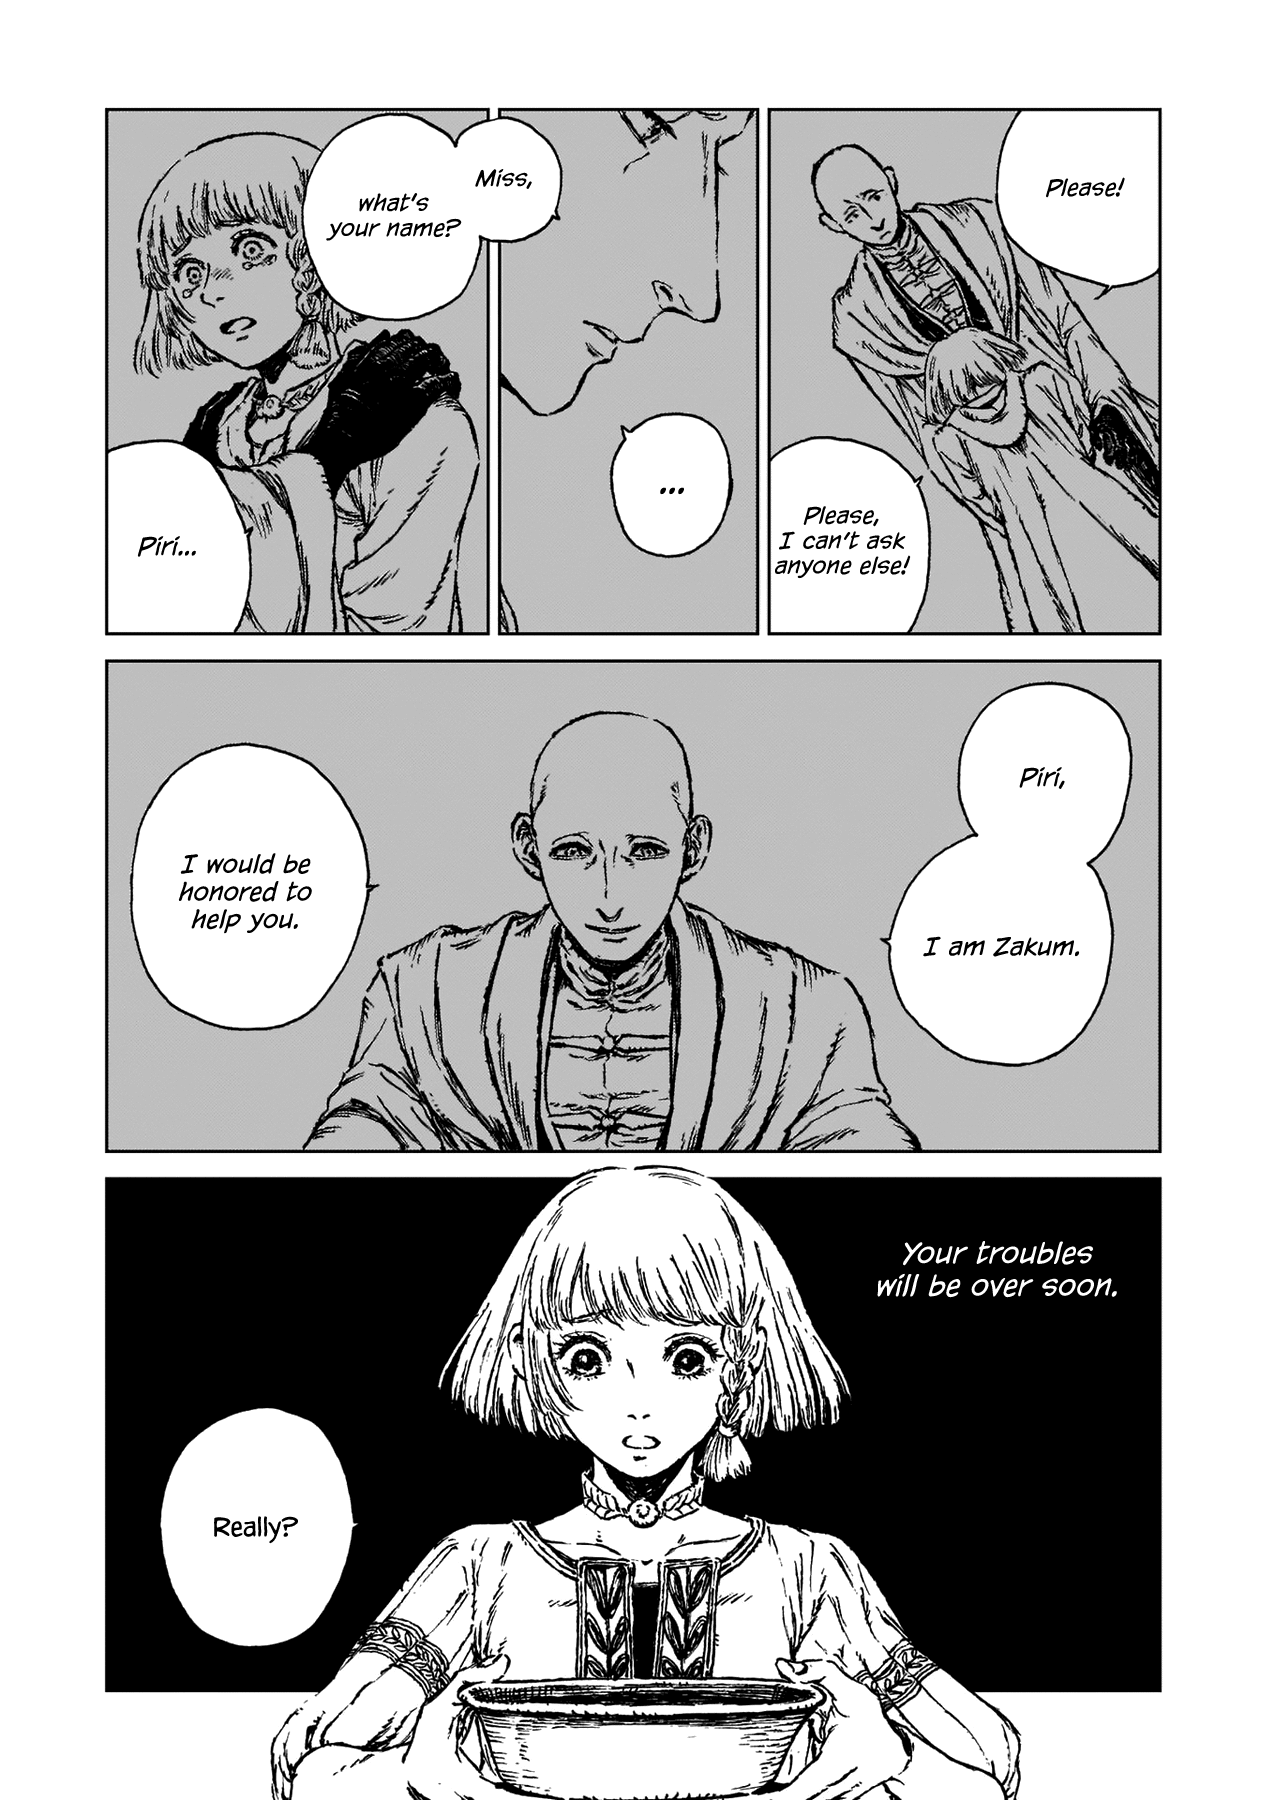 Please!
Please,
I can't ask
anyone else!
...
Miss,
what's
your name?
Piri...
Piri,
I am Zakum.
I would be
honored to
help you.
Your troubles
will be over soon.
Really?